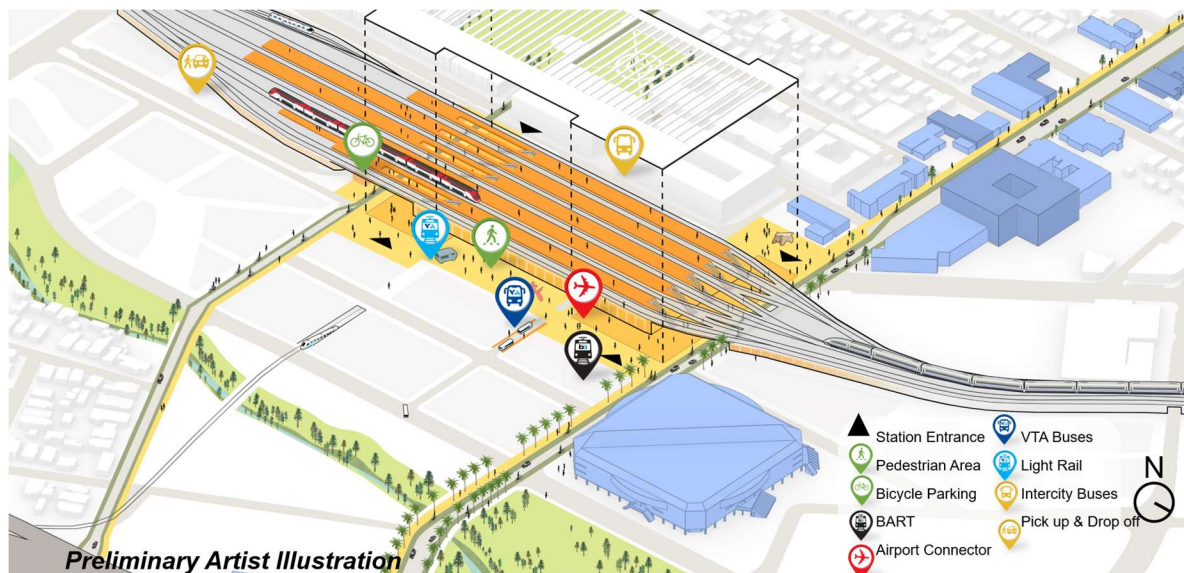 Station Entrance
Pedestrian Area
Bicycle Parking
BART
Airport Connector
VTA Buses
Light Rail
Intercity Buses
Pick up & Drop off
N
Preliminary Artist Illustration